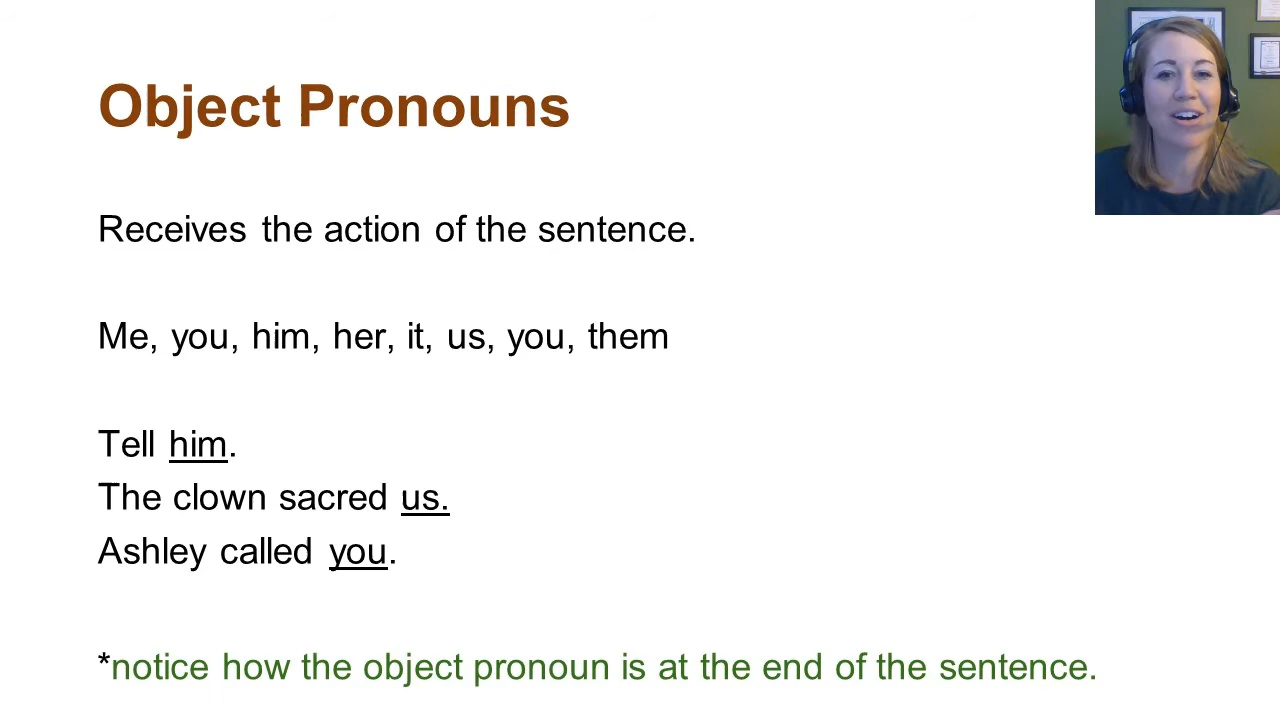 Object Pronouns
Receives the action of the sentence.
Me, you, him, her, it, us, you, them
Tell him.
The clown sacred us.
Ashley called you.
*notice how the object pronoun is at the end of the sentence.